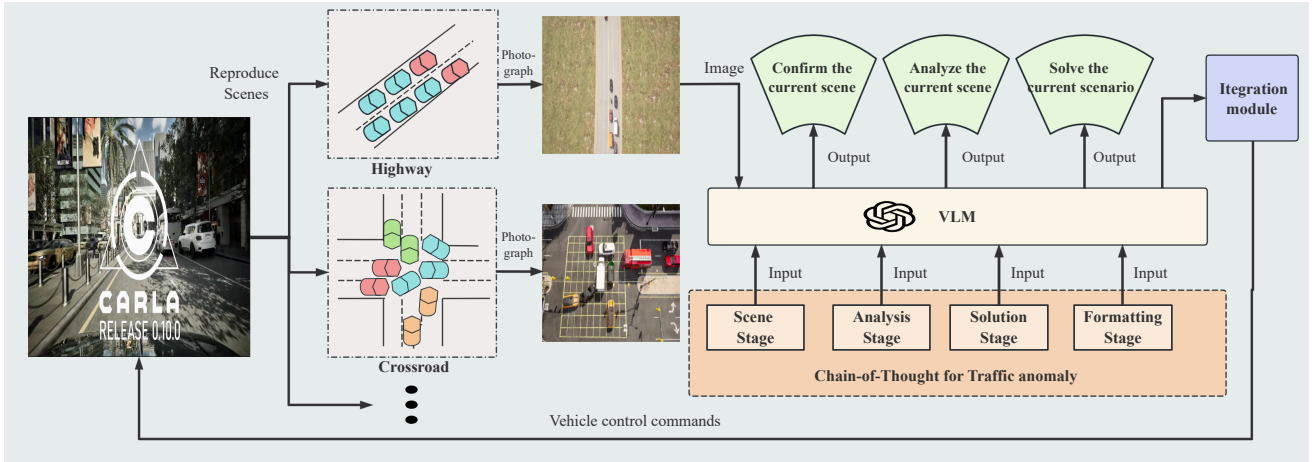 Reproduce
Scenes
CARLA
RELEASE 0.10.0
Highway
Crossroad
Photo-
graph
Photo-
graph
Image
Confirm the
current scene
Analyze the
current scene
Solve the
current scenario
Output
Output
Output
Itegration
module
VLM
Input
Input
Input
Input
Scene
Stage
Analysis
Stage
Solution
Stage
Formatting
Stage
Chain-of-Thought for Traffic anomaly
Vehicle control commands